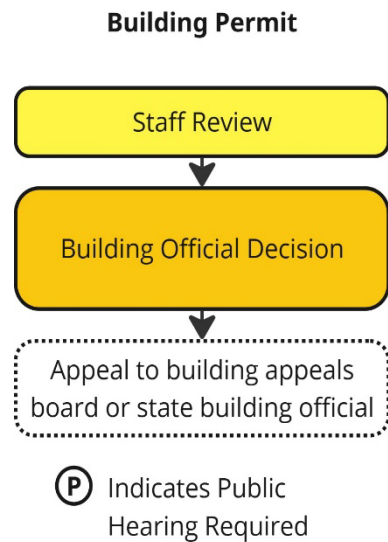 Building Permit
Staff Review
Building Official Decision
Appeal to building appeals
board or state building official
P Indicates Public
Hearing Required